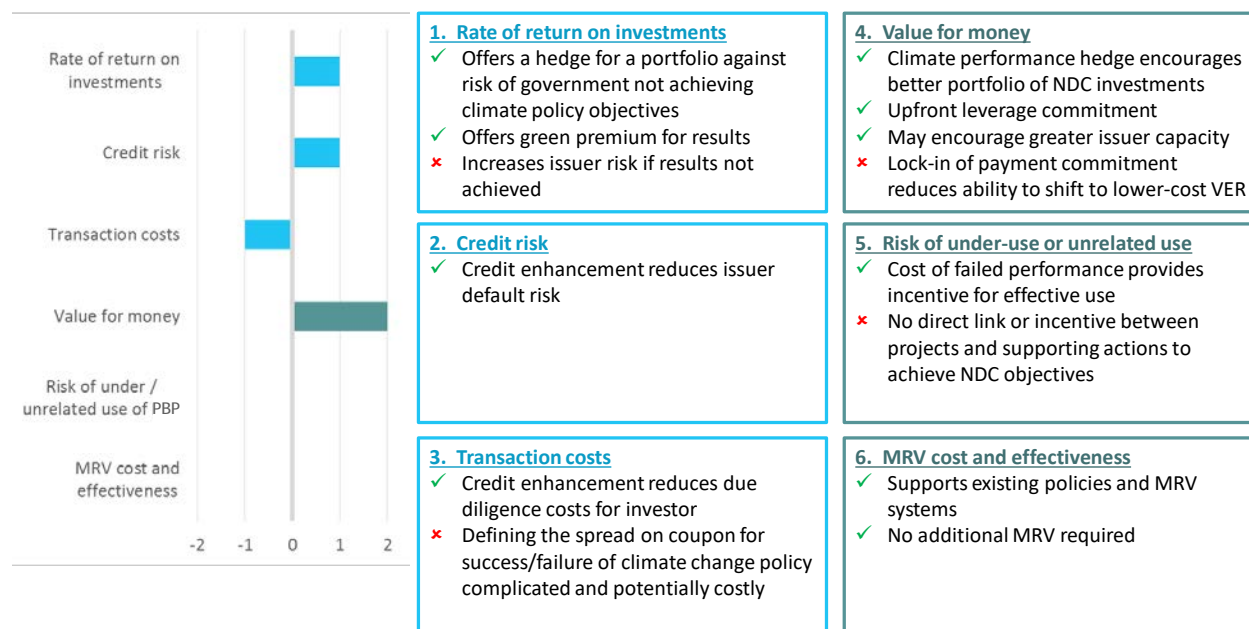 Rate of return on
investments
Credit risk
Transaction costs
Value for money
Risk of under /
unrelated use of PBP
MRV cost and
effectiveness
-2 -1 0 1 2
1. Rate of return on investments
✓ Offers a hedge for a portfolio against
risk of government not achieving
climate policy objectives
✓ Offers green premium for results
× Increases issuer risk if results not
achieved
2. Credit risk
✓ Credit enhancement reduces issuer
default risk
3. Transaction costs
✓ Credit enhancement reduces due
diligence costs for investor
× Defining the spread on coupon for
success/failure of climate change policy
complicated and potentially costly
4. Value for money
✓ Climate performance hedge encourages
better portfolio of NDC investments
✓ Upfront leverage commitment
✓ May encourage greater issuer capacity
× Lock-in of payment commitment
reduces ability to shift to lower-cost VER
5. Risk of under-use or unrelated use
✓ Cost of failed performance provides
incentive for effective use
× No direct link or incentive between
projects and supporting actions to
achieve NDC objectives
6. MRV cost and effectiveness
✓ Supports existing policies and MRV
systems
✓ No additional MRV required